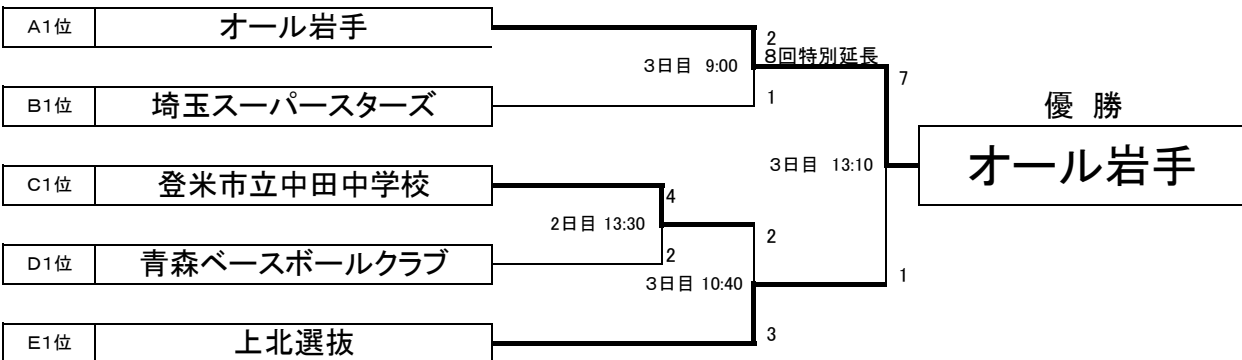 A1位 オール岩手
2
8回特別延長
3日目 9:00
7
B1位 埼玉スーパースターズ
1
優 勝
オール岩手
3日目 13:10
C1位 登米市立中田中学校
4
2日目 13:30
2
D1位 青森ベースボールクラブ
2
3日目 10:40
1
E1位 上北選抜
3